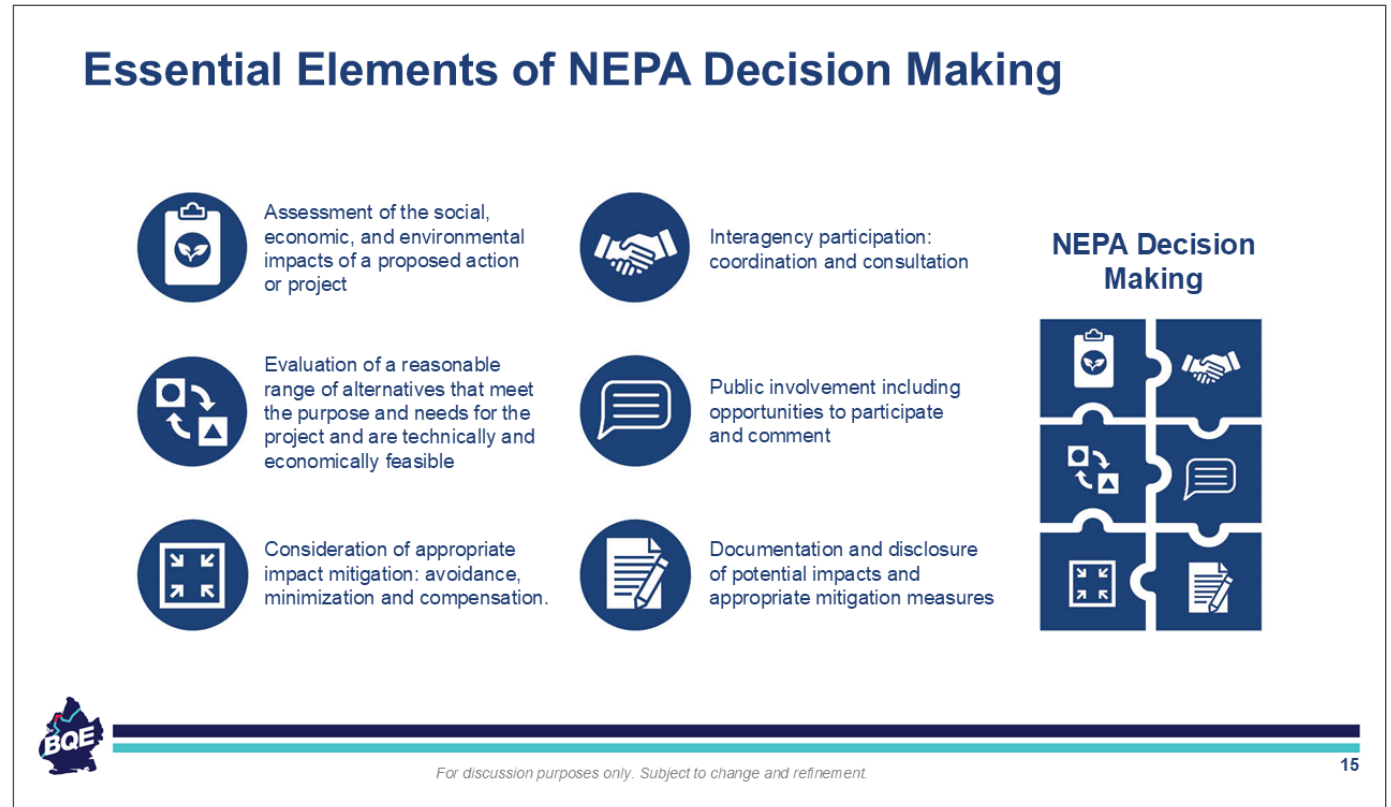 Essential Elements of NEPA Decision Making
Assessment of the social,
economic, and environmental
impacts of a proposed action
or project
Interagency participation:
coordination and consultation
Evaluation of a reasonable
range of alternatives that meet
the purpose and needs for the
project and are technically and
economically feasible
Public involvement including
opportunities to participate
and comment
Consideration of appropriate
impact mitigation: avoidance,
minimization and compensation.
Documentation and disclosure
of potential impacts and
appropriate mitigation measures
NEPA Decision
Making
BQE
For discussion purposes only. Subject to change and refinement.
15